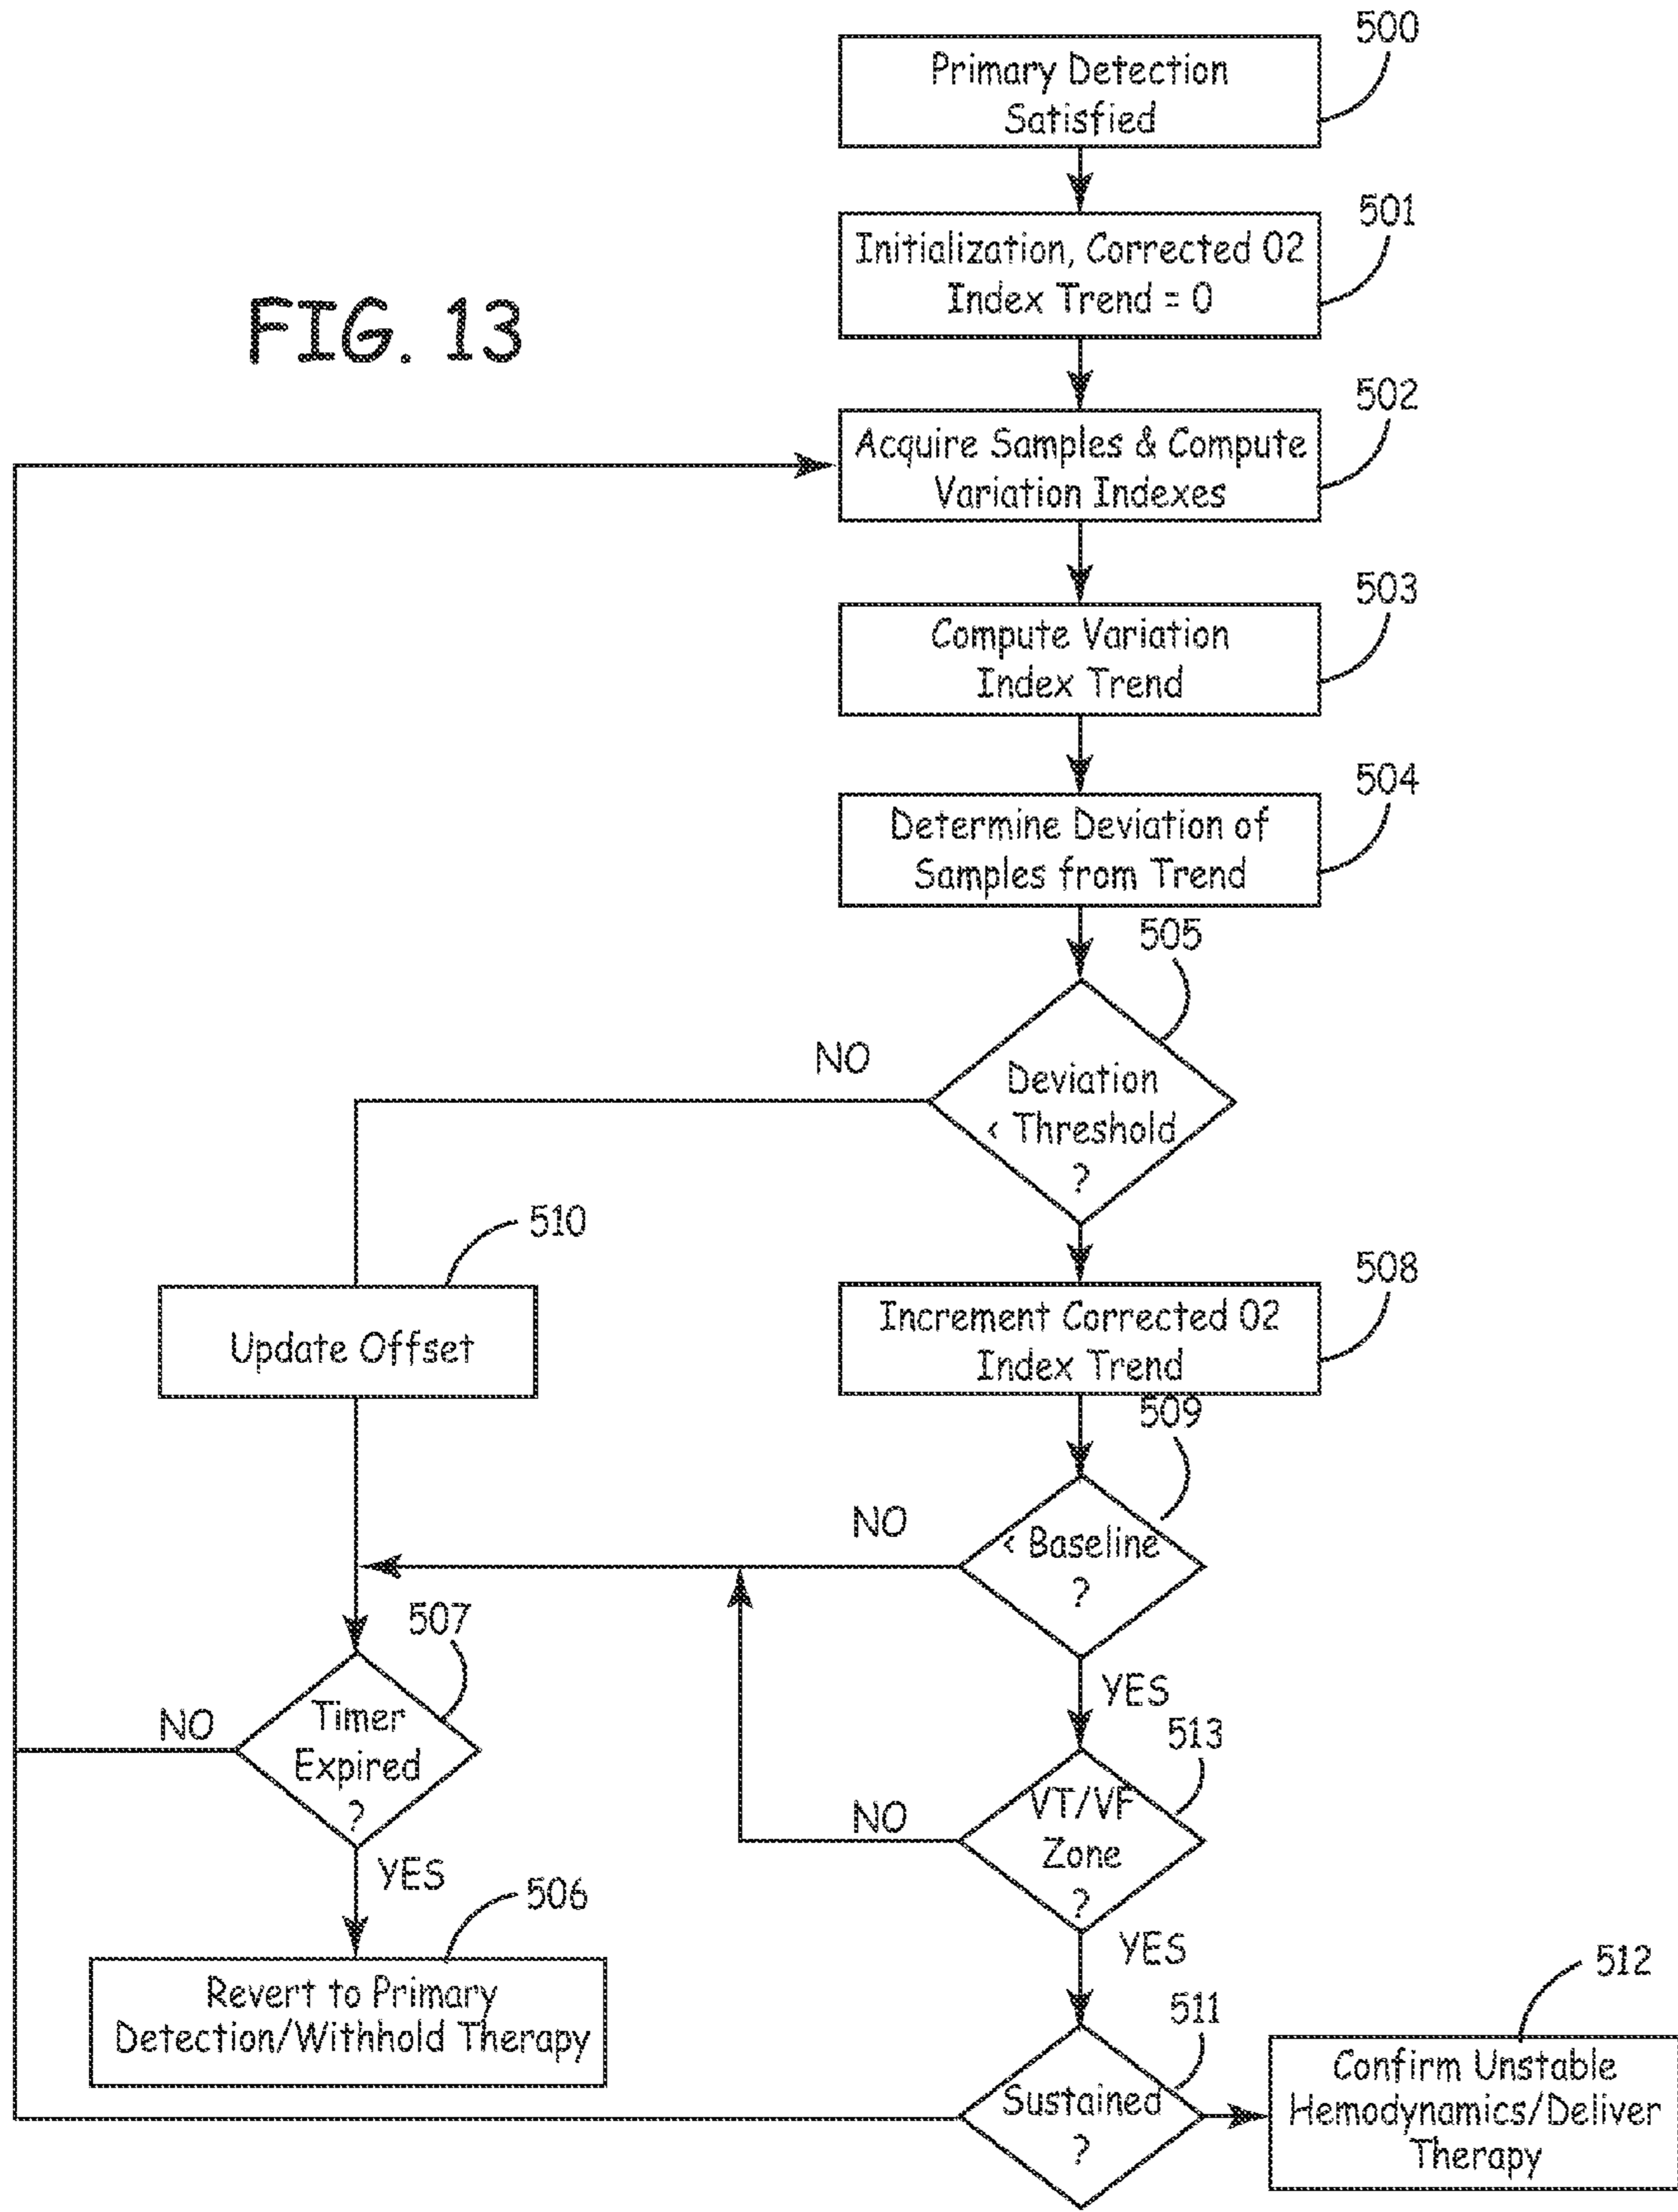 500
Primary Detection
Satisfied
501
Initialization, Corrected O2
Index Trend = 0
FIG. 13
502
Acquire Samples & Compute
Variation Indexes
503
Compute Variation
Index Trend
504
Determine Deviation of
Samples from Trend
505
NO
Deviation
< Threshold
?
510
Update Offset
508
Increment Corrected O2
Index Trend
509
NO
< Baseline
?
507
NO
Timer
Expired
?
YES
YES
513
NO
VT/VF
Zone
?
506
Revert to Primary
Detection/Withhold Therapy
YES
511
Sustained
?
512
Confirm Unstable
Hemodynamics/Deliver
Therapy